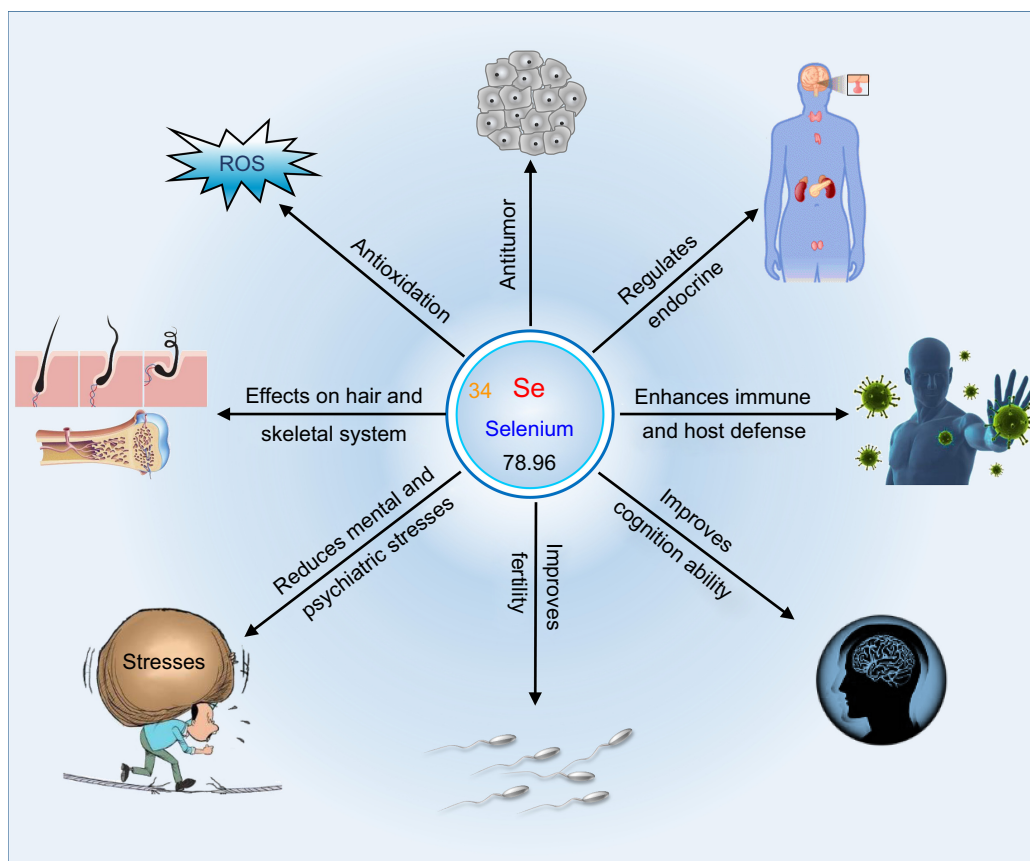 ROS
Antioxidation
Antitumor
Regulates
endocrine
Effects on hair and
skeletal system
34 Se
Selenium
78.96
Enhances immune
and host defense
Reduces mental and
psychiatric stresses
Improves
fertility
Improves
cognition ability
Stresses